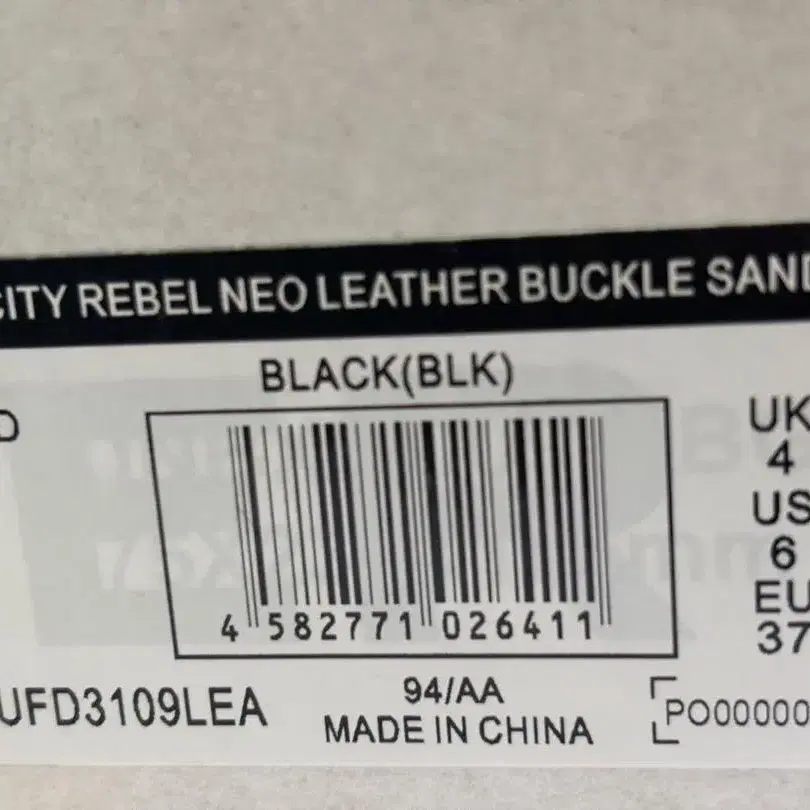 CITY REBEL NEO LEATHER BUCKLE SAND
BLACK(BLK)
D
UK
4
US
6
EU
37
4 582771 026411
UFD3109LEA
94/AA
MADE IN CHINA
PO000000